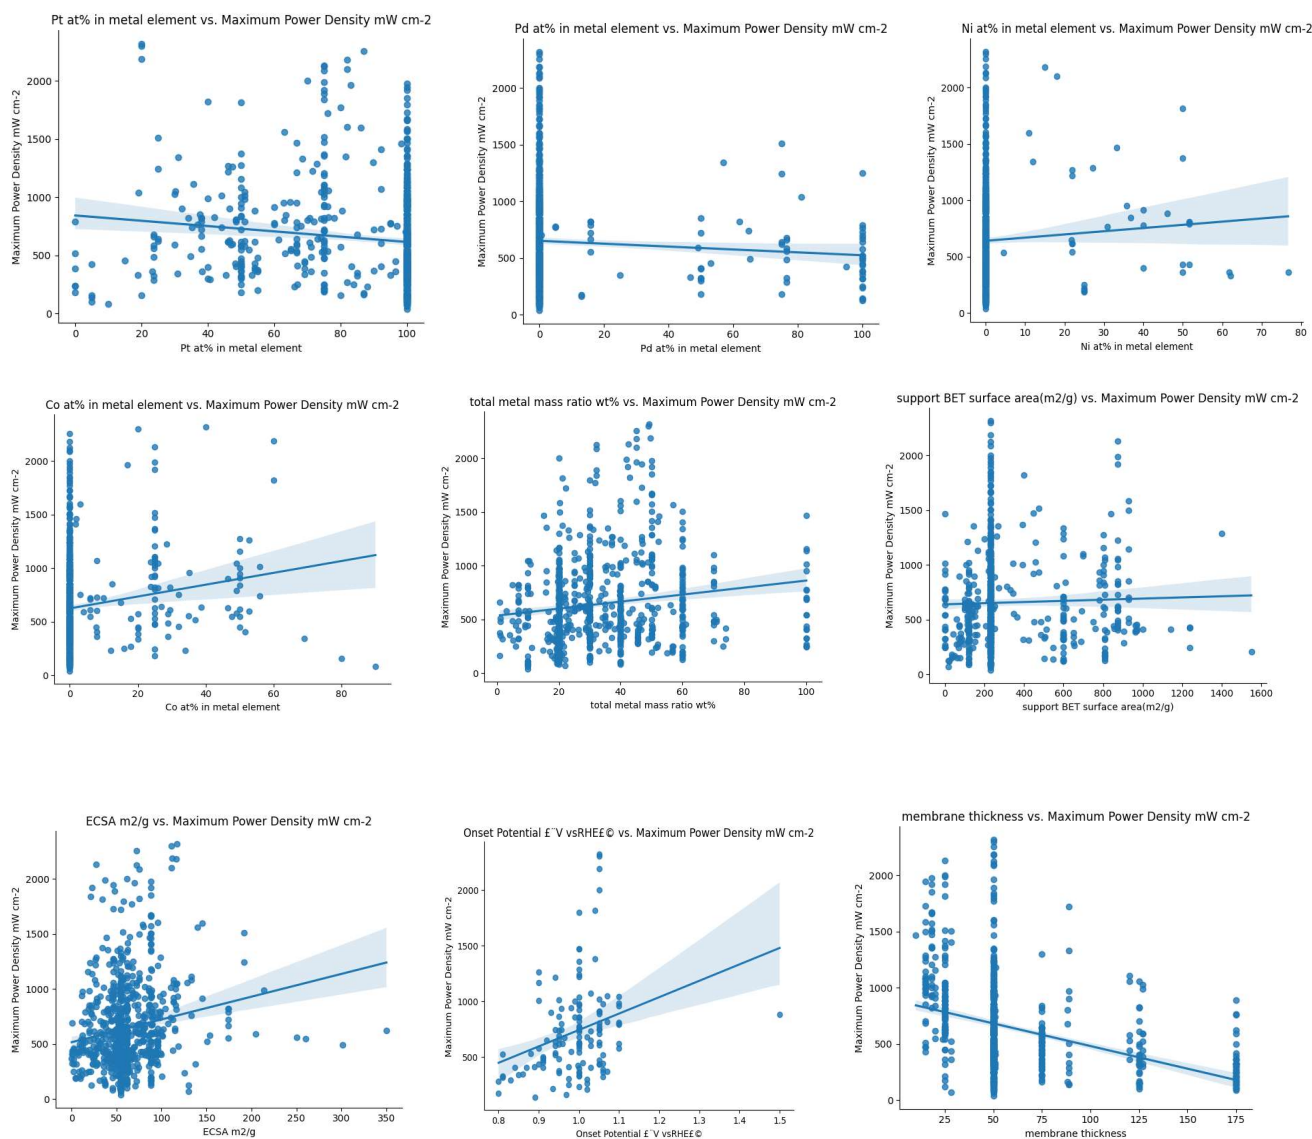 Pt at% in metal element vs. Maximum Power Density mW cm-2
Maximum Power Density mW cm-2
2000
1500
1000
500
0
0 20 40 60 80 100
Pt at% in metal element
Pd at% in metal element vs. Maximum Power Density mW cm-2
Maximum Power Density mW cm-2
2000
1500
1000
500
0
0 20 40 60 80 100
Pd at% in metal element
Ni at% in metal element vs. Maximum Power Density mW cm-2
Maximum Power Density mW cm-2
2000
1500
1000
500
0
0 10 20 30 40 50 60 70 80
Ni at% in metal element
Co at% in metal element vs. Maximum Power Density mW cm-2
Maximum Power Density mW cm-2
2000
1500
1000
500
0
0 20 40 60 80
Co at% in metal element
total metal mass ratio wt% vs. Maximum Power Density mW cm-2
Maximum Power Density mW cm-2
2000
1500
1000
500
0
0 20 40 60 80 100
total metal mass ratio wt%
support BET surface area(m2/g) vs. Maximum Power Density mW cm-2
Maximum Power Density mW cm-2
2000
1500
1000
500
0
0 200 400 600 800 1000 1200 1400 1600
support BET surface area(m2/g)
ECSA m2/g vs. Maximum Power Density mW cm-2
Maximum Power Density mW cm-2
2000
1500
1000
500
0
0 50 100 150 200 250 300 350
ECSA m2/g
Onset Potential £¨V vsRHE£© vs. Maximum Power Density mW cm-2
Maximum Power Density mW cm-2
2000
1500
1000
500
0.8 0.9 1.0 1.1 1.2 1.3 1.4 1.5
Onset Potential £¨V vsRHE£©
membrane thickness vs. Maximum Power Density mW cm-2
Maximum Power Density mW cm-2
2000
1500
1000
500
0
25 50 75 100 125 150 175
membrane thickness